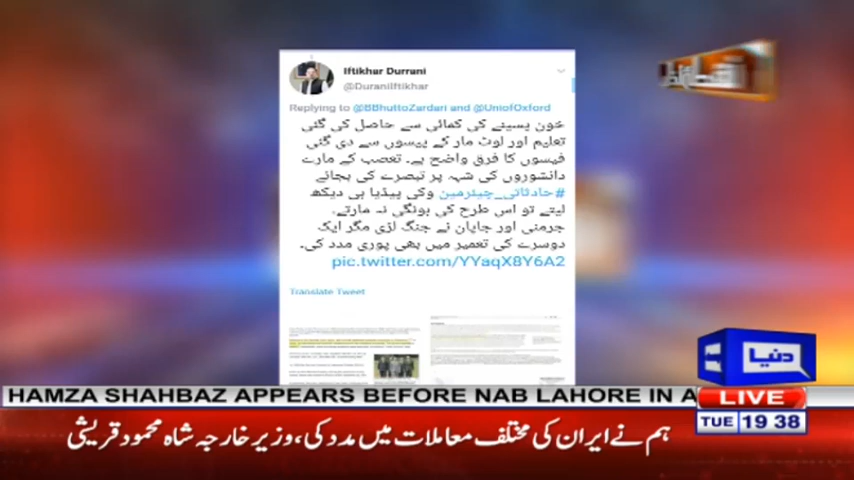 Iftikhar Durrani
@DuraniIftikhar
Replying to @BBhuttoZardari and @UniofOxford
خون پسینے کی کمائی سے حاصل کی گئی
تعلیم اور لوٹ مار کے پیسوں سے دی گئی
فیسوں کا فرق واضح ہے۔ تعصب کے مارے
دانشوروں کی شہہ پر تبصرے کی بجائے
#حادثاتی_چیئرمین وکی پیڈیا ہی دیکھ
لیتے تو اس طرح کی بونگی نہ مارتے۔
جرمنی اور جاپان نے جنگ لڑی مگر ایک
دوسرے کی تعمیر میں بھی پوری مدد کی۔
pic.twitter.com/YYaqX8Y6A2
Translate Tweet
دنیا
HAMZA SHAHBAZ APPEARS BEFORE NAB LAHORE IN A
LIVE
TUE 19 38
ہم نے ایران کی مختلف معاملات میں مدد کی، وزیر خارجہ شاہ محمود قریشی